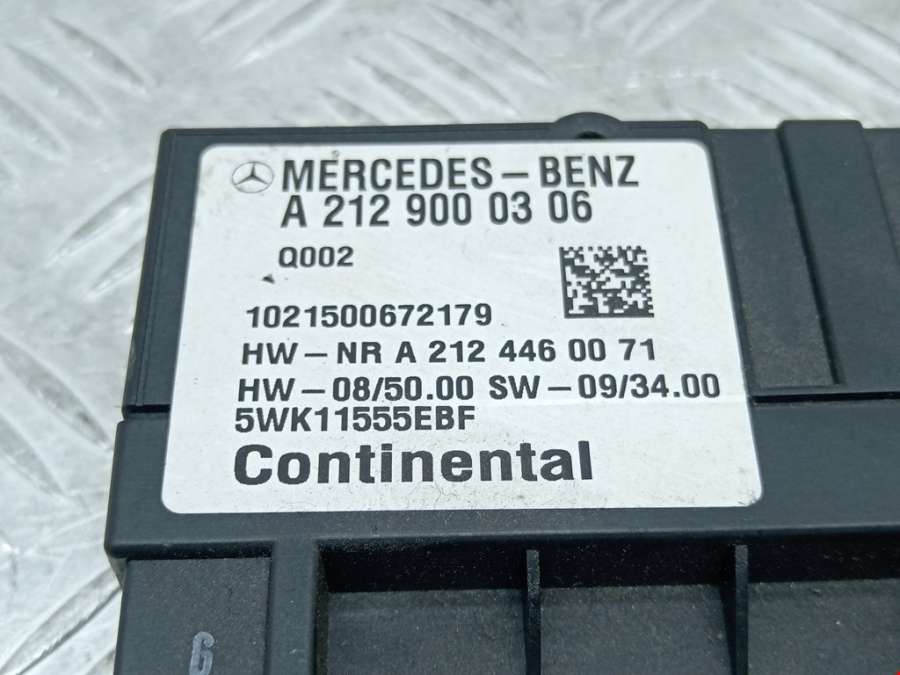 MERCEDES – BENZ
A 212 900 03 06
Q002
1021500672179
HW – NR A 212 446 00 71
HW – 08/50.00 SW – 09/34.00
5WK11555EBF
Continental
6